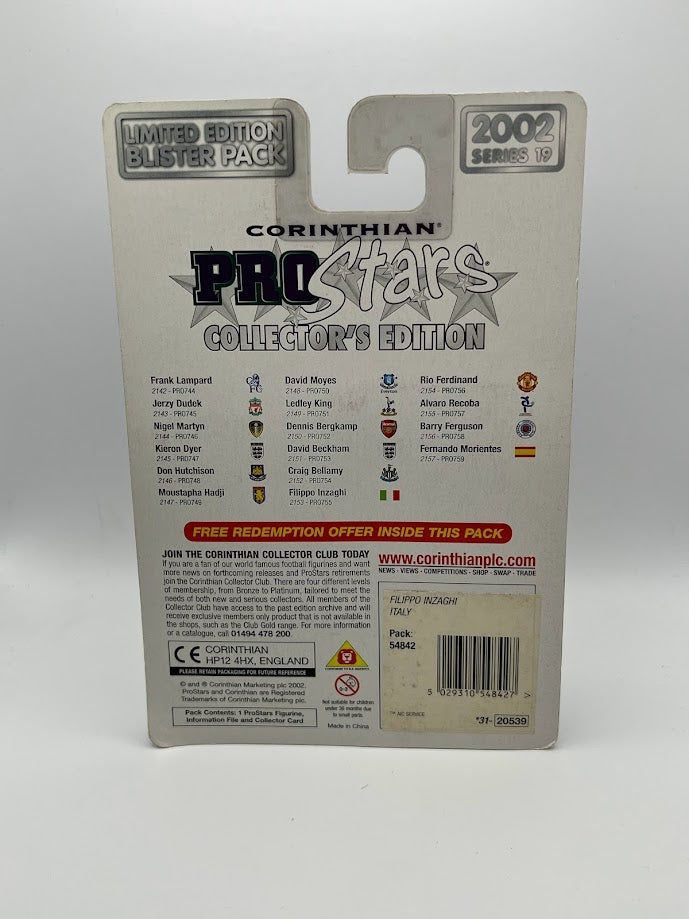 LIMITED EDITION
BLISTER PACK
2002
SERIES 19
CORINTHIAN®
PROStars®
COLLECTOR'S EDITION
Frank Lampard
2142 - PRO744
Jerzy Dudek
2143 - PRO745
Nigel Martyn
2144 - PRO746
Kieron Dyer
2145 - PRO747
Don Hutchison
2146 - PRO748
Moustapha Hadji
2147 - PRO749
David Moyes
2148 - PRO750
Ledley King
2149 - PRO751
Dennis Bergkamp
2150 - PRO752
David Beckham
2151 - PRO753
Craig Bellamy
2152 - PRO754
Filippo Inzaghi
2153 - PRO755
Rio Ferdinand
2154 - PRO756
Alvaro Recoba
2155 - PRO757
Barry Ferguson
2156 - PRO758
Fernando Morientes
2157 - PRO759
FREE REDEMPTION OFFER INSIDE THIS PACK
JOIN THE CORINTHIAN COLLECTOR CLUB TODAY
If you are a fan of our world famous football figurines and want
more news on forthcoming releases and ProStars retirements
join the Corinthian Collector Club. There are four different levels
of membership, from Bronze to Platinum, tailored to meet the
needs of both new and serious collectors. All members of the
Collector Club have access to the past edition archive and will
receive exclusive members only product that is not available in
the shops, such as the Club Gold range. For more information
or a catalogue, call 01494 478 200.
CE CORINTHIAN
HP12 4HX, ENGLAND
PLEASE RETAIN PACKAGING FOR FUTURE REFERENCE
© and ® Corinthian Marketing plc 2002.
ProStars and Corinthian are Registered
Trademarks of Corinthian Marketing plc.
Pack Contents: 1 ProStars Figurine,
Information File and Collector Card
0-3
Not suitable for children
under 36 months due
to small parts.
Made in China
www.corinthianplc.com
NEWS - VIEWS - COMPETITIONS - SHOP - SWAP - TRADE
FILIPPO INZAGHI
ITALY
Pack:
54842
5 029310 548427 >
™ NIC SERVICE
*31- 20539